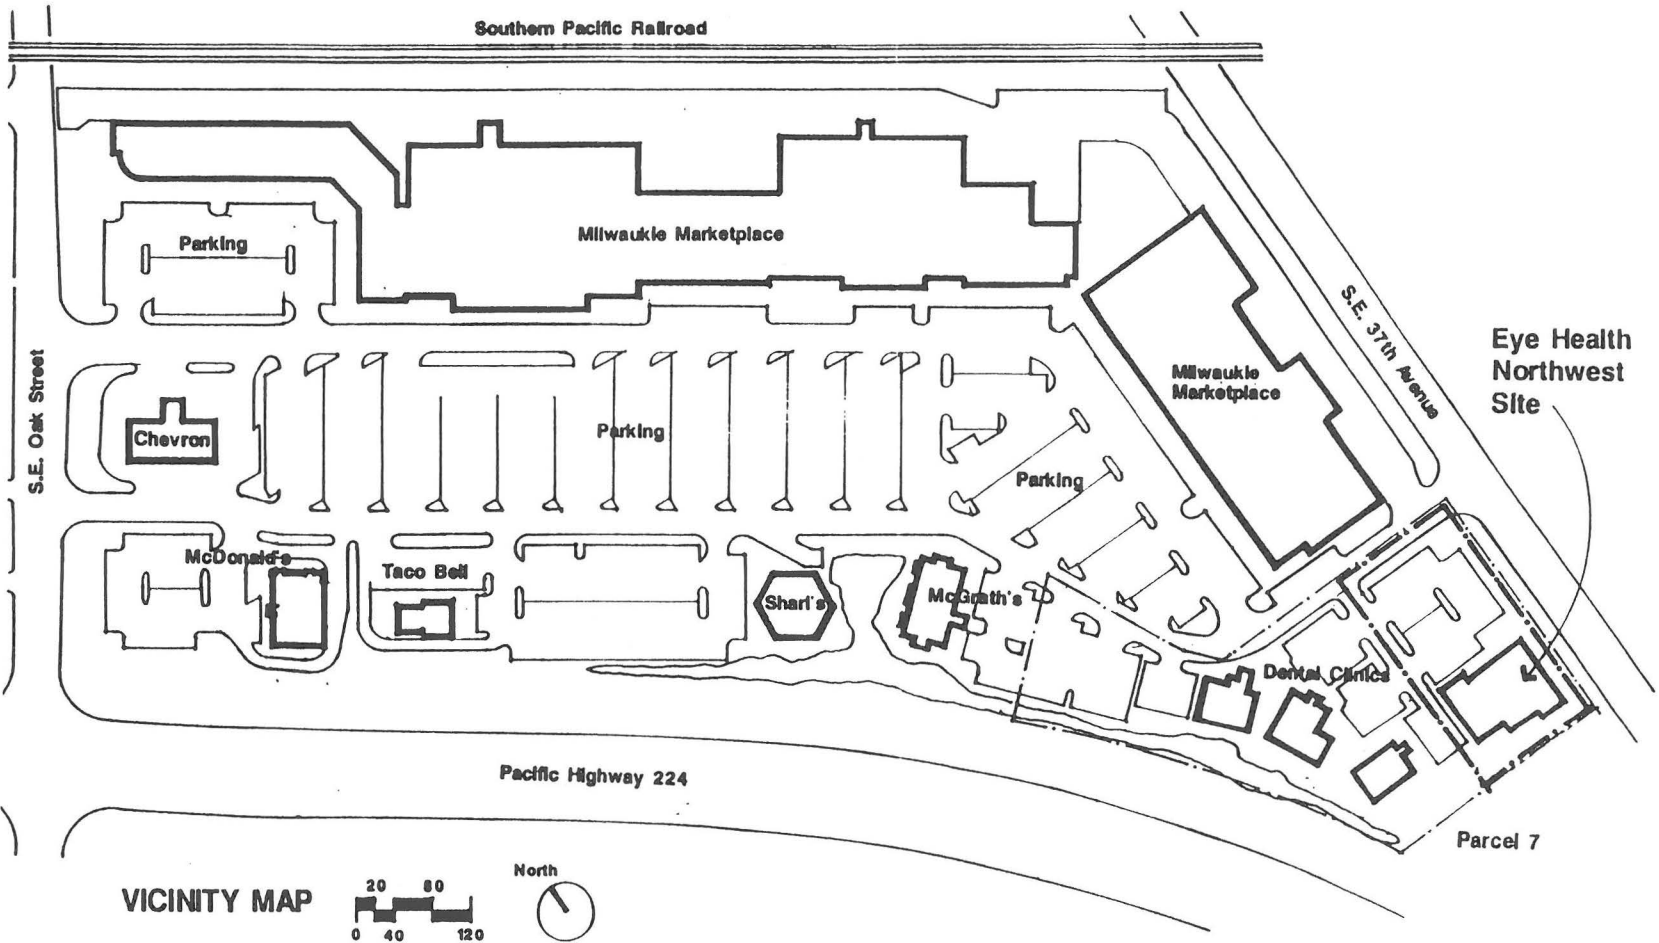 Southern Pacific Railroad
Parking
Milwaukie Marketplace
S.E. 37th Avenue
Eye Health
Northwest
Site
S.E. Oak Street
Chevron
Parking
Milwaukie
Marketplace
Parking
McDonald's
Taco Bell
Shari's
McGrath's
Dental Clinics
Pacific Highway 224
Parcel 7
VICINITY MAP
20 80
0 40 120
North